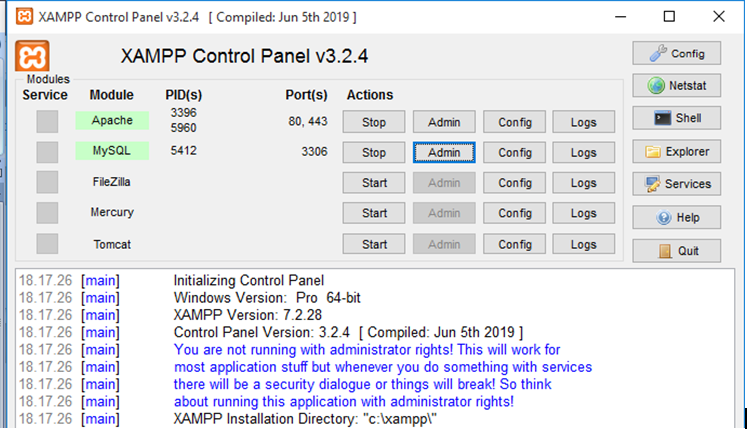 XAMPP Control Panel v3.2.4 [ Compiled: Jun 5th 2019 ]
XAMPP Control Panel v3.2.4
Config
Modules
Service Module PID(s) Port(s) Actions
Netstat
Apache 3396 5960 80, 443 Stop Admin Config Logs
Shell
MySQL 5412 3306 Stop Admin Config Logs
Explorer
FileZilla Start Admin Config Logs
Services
Mercury Start Admin Config Logs
Help
Tomcat Start Admin Config Logs
Quit
18.17.26 [main] Initializing Control Panel
18.17.26 [main] Windows Version: Pro 64-bit
18.17.26 [main] XAMPP Version: 7.2.28
18.17.26 [main] Control Panel Version: 3.2.4 [ Compiled: Jun 5th 2019 ]
18.17.26 [main] You are not running with administrator rights! This will work for
18.17.26 [main] most application stuff but whenever you do something with services
18.17.26 [main] there will be a security dialogue or things will break! So think
18.17.26 [main] about running this application with administrator rights!
18.17.26 [main] XAMPP Installation Directory: "c:\xampp\"